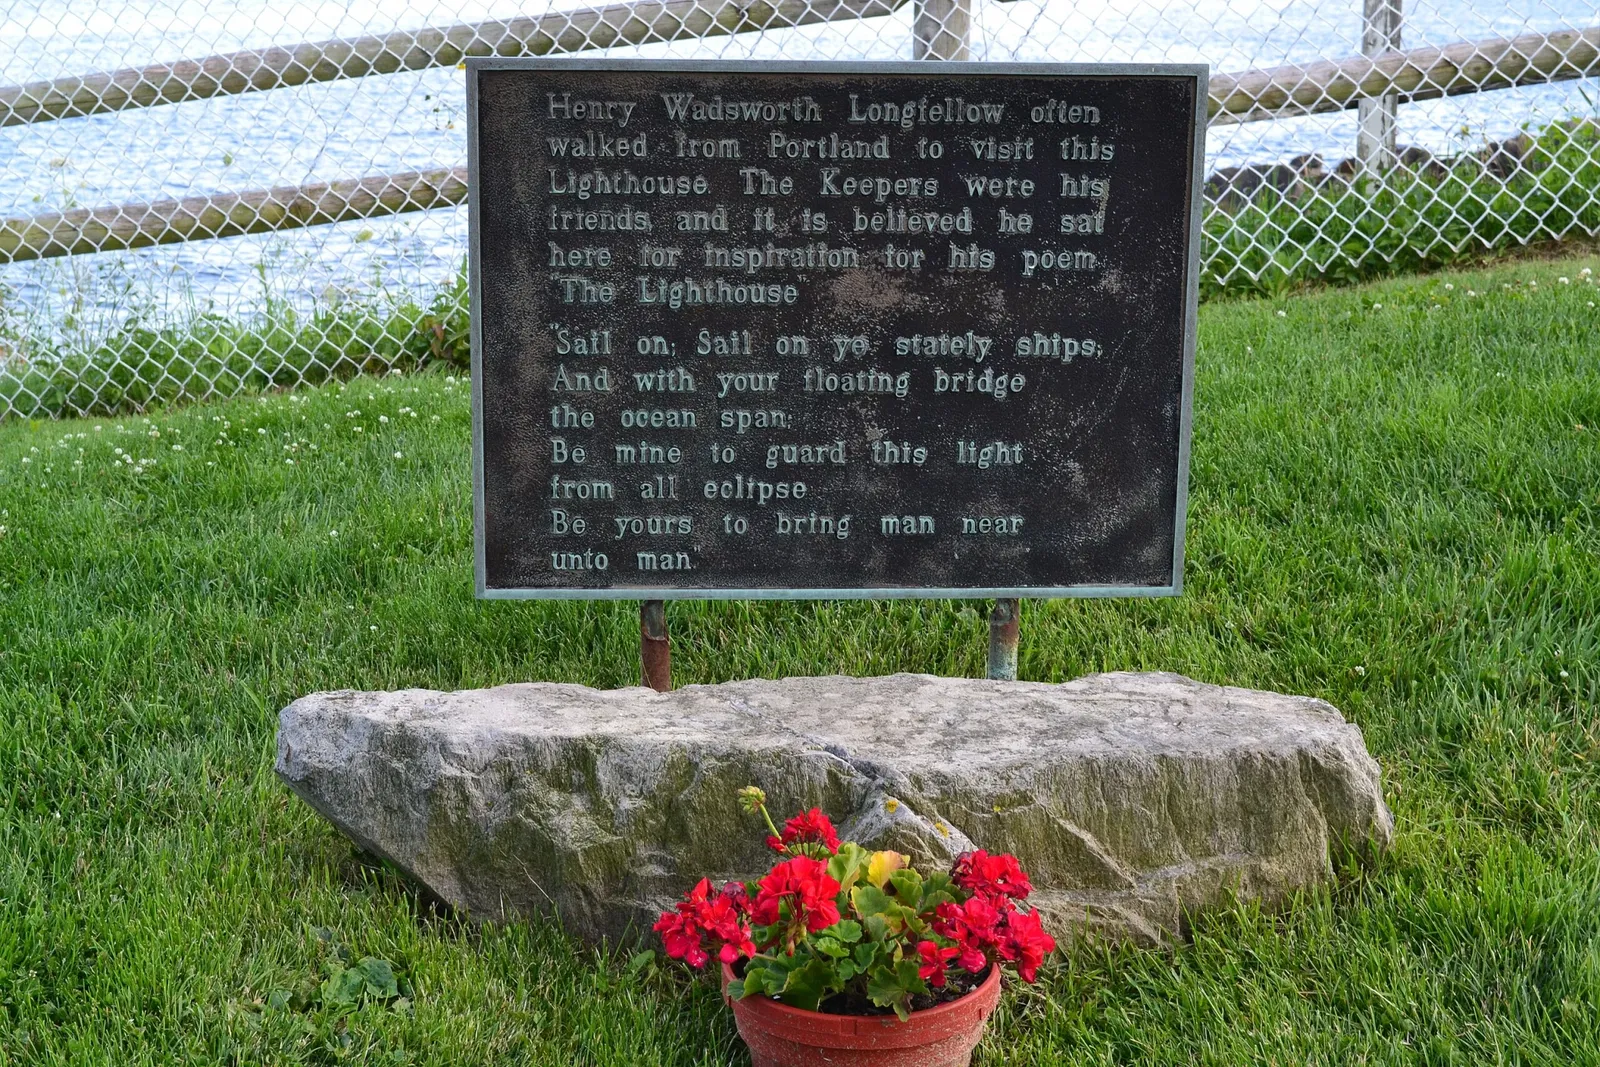 Henry Wadsworth Longfellow often
walked from Portland to visit this
Lighthouse. The Keepers were his
friends, and it is believed he sat
here for inspiration for his poem,
"The Lighthouse"
"Sail on; Sail on ye stately ships;
And with your floating bridge
the ocean span;
Be mine to guard this light
from all eclipse
Be yours to bring man near
unto man."